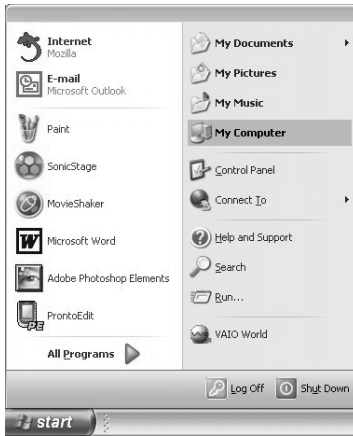 Internet
Mozilla
E-mail
Microsoft Outlook
Paint
SonicStage
MovieShaker
Microsoft Word
Adobe Photoshop Elements
ProntoEdit
All Programs
My Documents
My Pictures
My Music
My Computer
Control Panel
Connect To
Help and Support
Search
Run...
VAIO World
Log Off
Shut Down
start